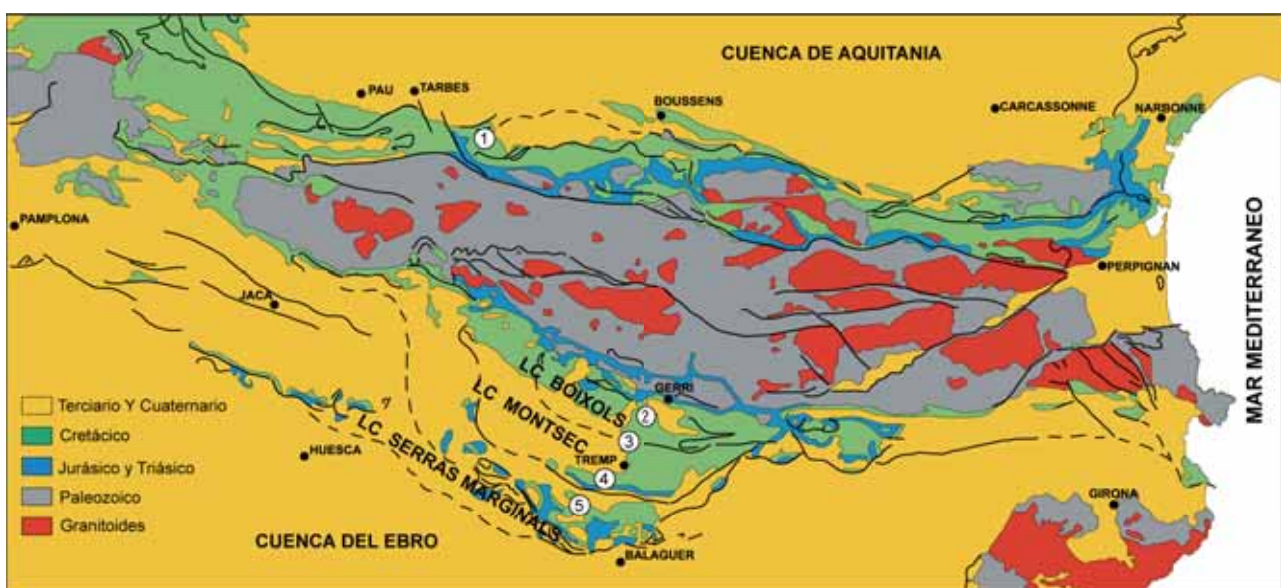 CUENCA DE AQUITANIA
PAU
TARBES
BOUSSENS
CARCASSONNE
NARBONNE
1
PAMPLONA
PERPIGNAN
JACA
MAR MEDITERRANEO
LC BOIXOLS
GERRI
2
LC MONTSEC
3
TREMP
4
LC SERRAS MARGINALS
5
HUESCA
GIRONA
CUENCA DEL EBRO
BALAGUER
Terciario Y Cuaternario
Cretácico
Jurásico y Triásico
Paleozoico
Granitoides